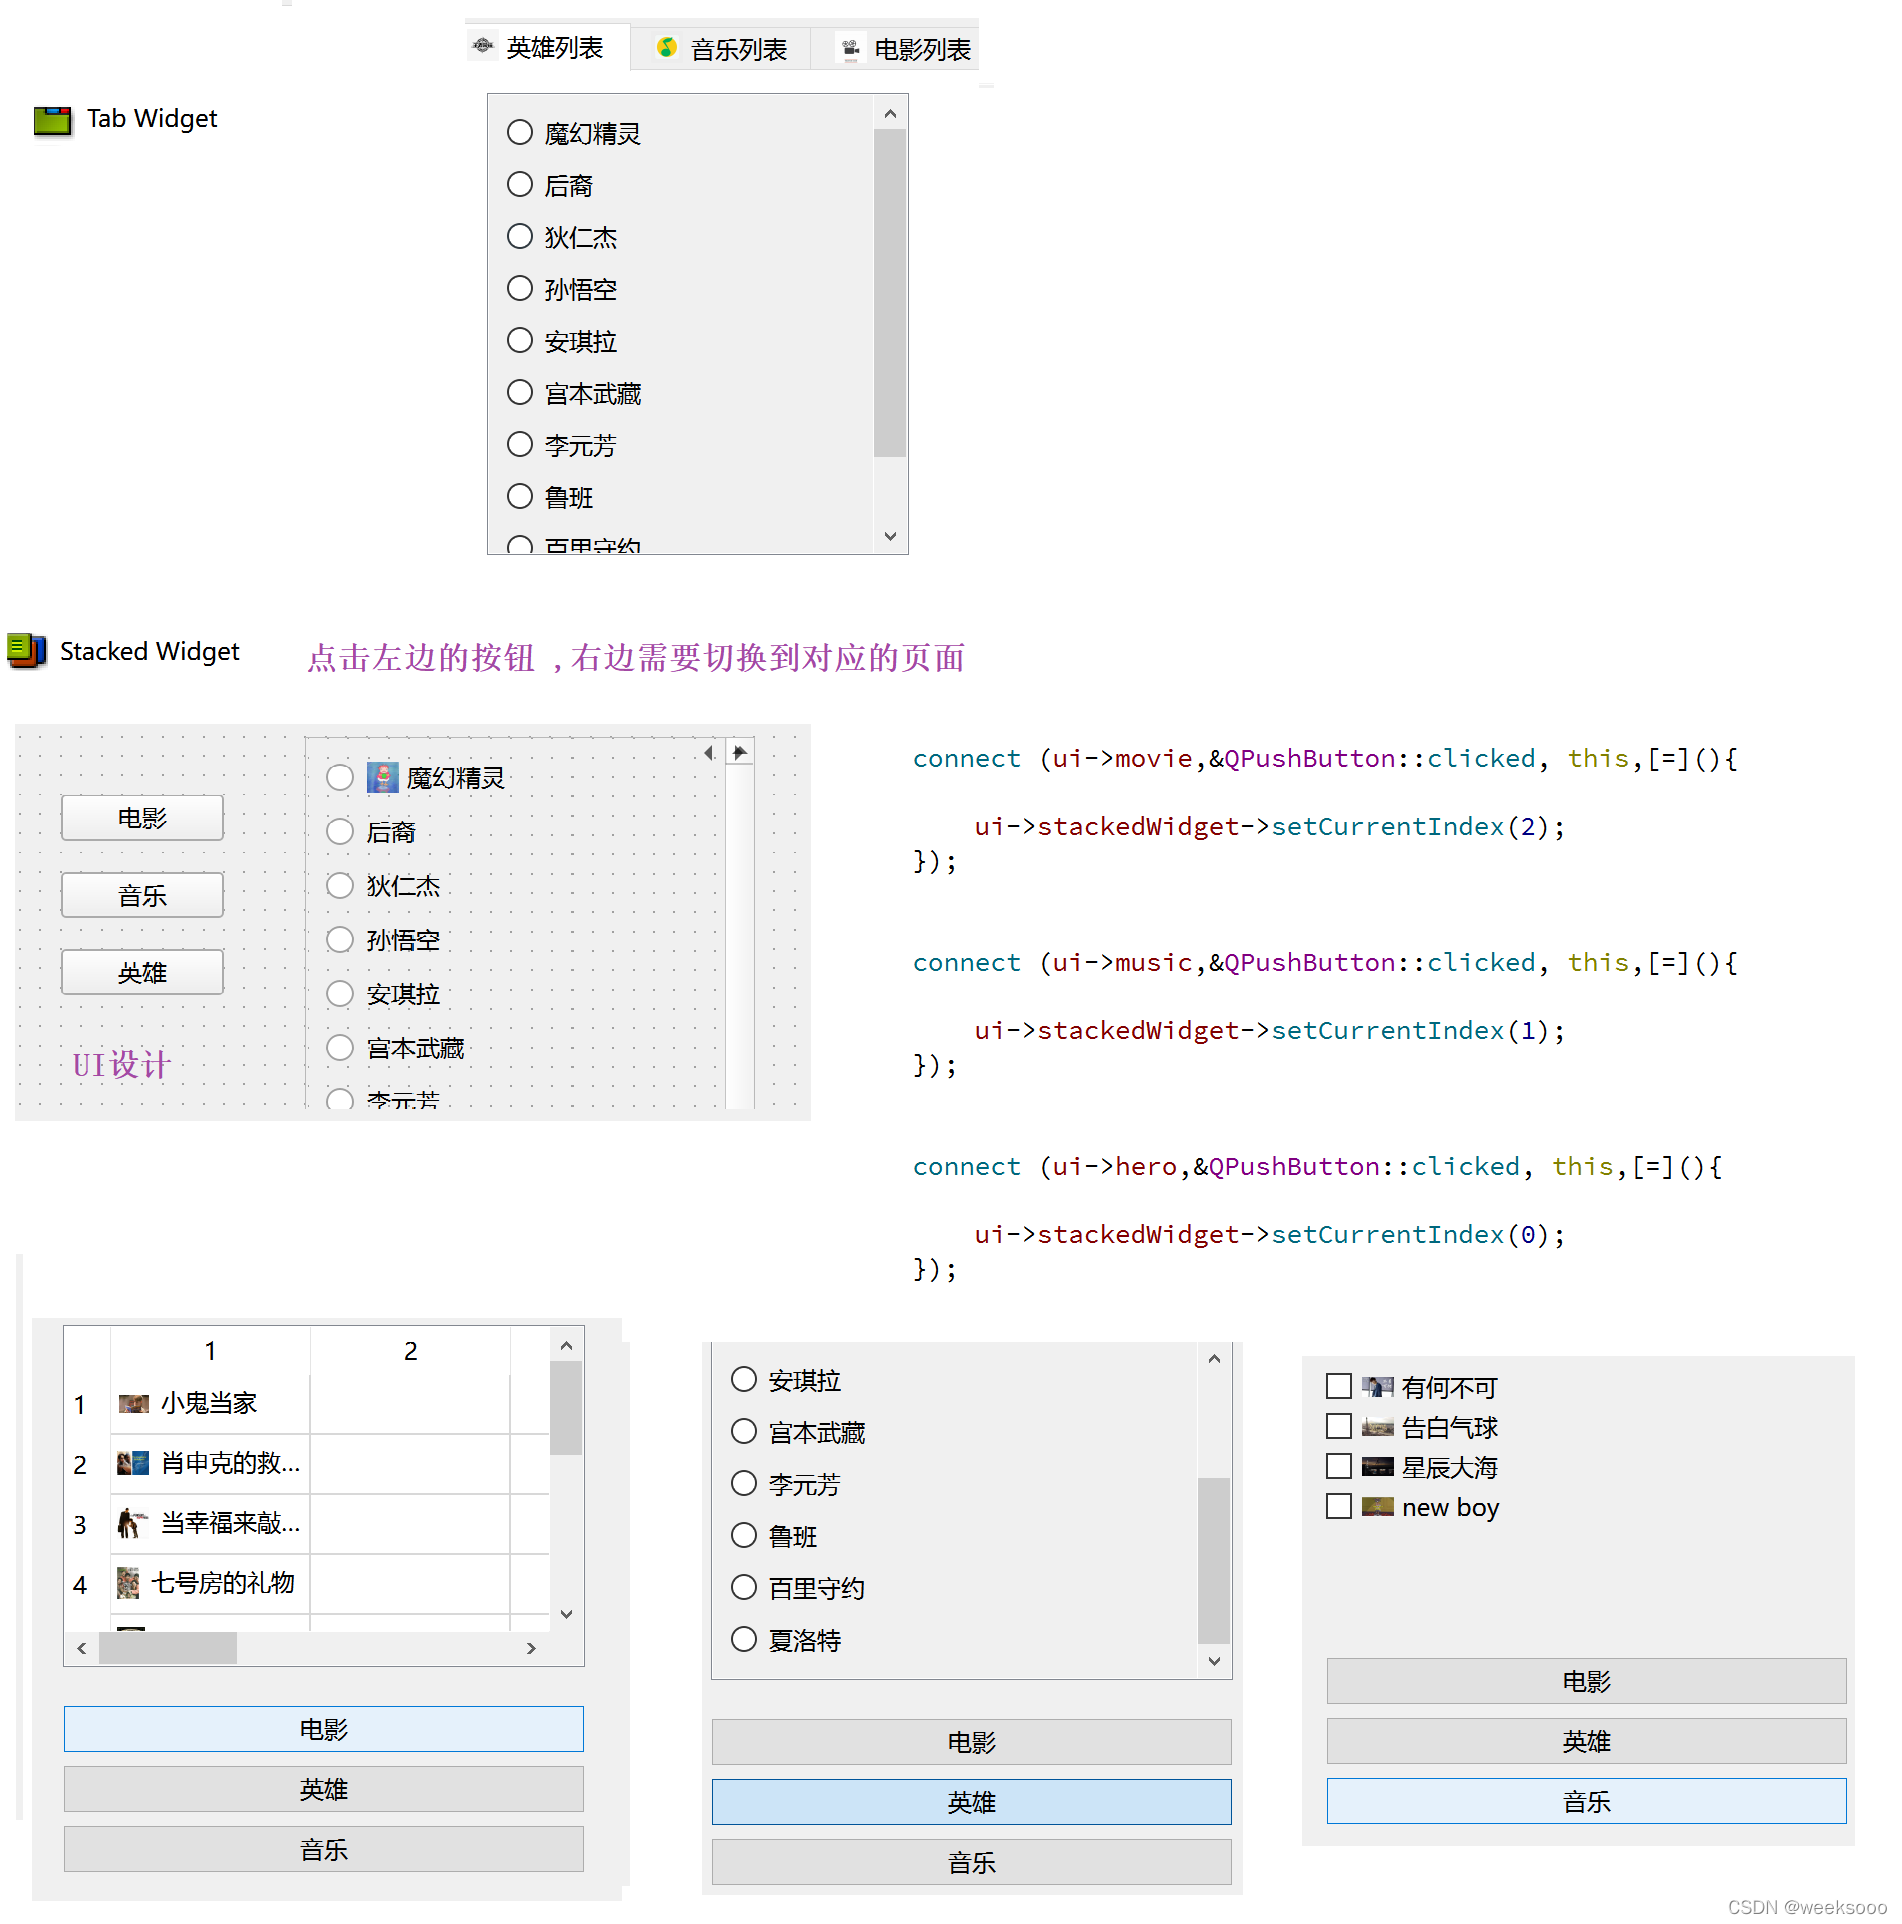 英雄列表 音乐列表 电影列表
Tab Widget
魔幻精灵
后裔
狄仁杰
孙悟空
安琪拉
宫本武藏
李元芳
鲁班
百里守约
Stacked Widget
点击左边的按钮 ,右边需要切换到对应的页面
电影
音乐
英雄
UI设计
魔幻精灵
后裔
狄仁杰
孙悟空
安琪拉
宫本武藏
李元芳
connect (ui->movie,&QPushButton::clicked, this,[=](){
ui->stackedWidget->setCurrentIndex(2);
});
connect (ui->music,&QPushButton::clicked, this,[=](){
ui->stackedWidget->setCurrentIndex(1);
});
connect (ui->hero,&QPushButton::clicked, this,[=](){
ui->stackedWidget->setCurrentIndex(0);
});
1 2
1 小鬼当家
2 肖申克的救...
3 当幸福来敲...
4 七号房的礼物
电影
英雄
音乐
安琪拉
宫本武藏
李元芳
鲁班
百里守约
夏洛特
电影
英雄
音乐
有何不可
告白气球
星辰大海
new boy
电影
英雄
音乐
CSDN @weeksooo